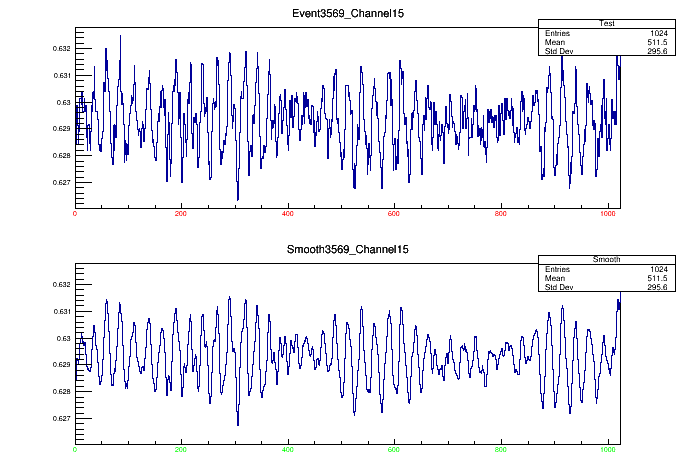 Event3569_Channel15
Test
Entries 1024
Mean 511.5
Std Dev 295.6
0.632
0.631
0.63
0.629
0.628
0.627
0 200 400 600 800 1000
Smooth3569_Channel15
Smooth
Entries 1024
Mean 511.5
Std Dev 295.6
0.632
0.631
0.63
0.629
0.628
0.627
0 200 400 600 800 1000